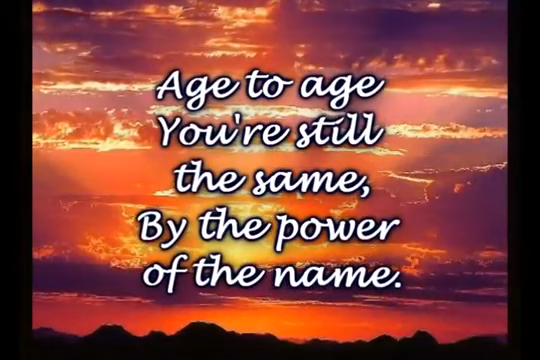 Age to age
You're still
the same,
By the power
of the name.